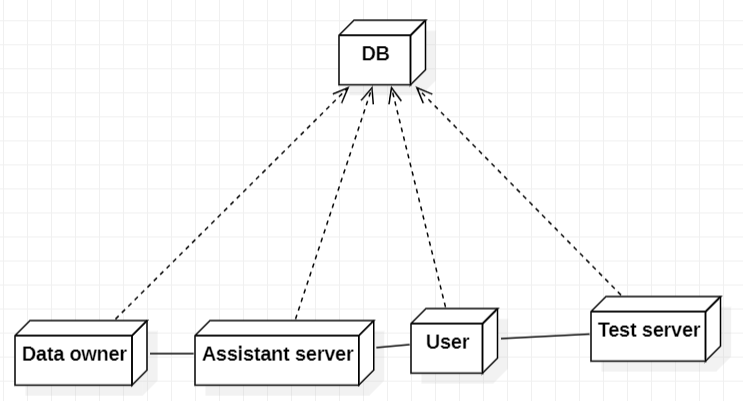 DB
Data owner
Assistant server
User
Test server